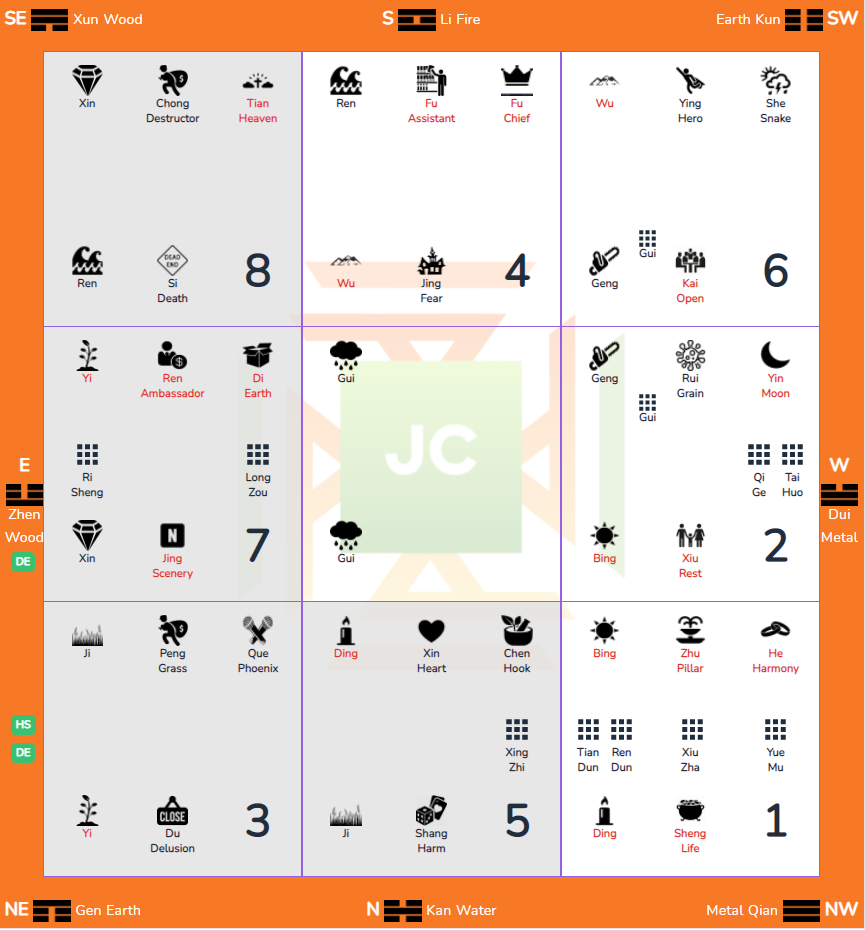 SE Xun Wood
S Li Fire
Earth Kun SW
Xin
Chong Destructor
Tian Heaven
Ren
Si Death
8
Ren
Fu Assistant
Fu Chief
Wu
Jing Fear
4
Wu
Ying Hero
She Snake
Gui
Geng
Kai Open
6
E
Zhen
Wood
DE
Yi
Ren Ambassador
Di Earth
Ri Sheng
Long Zou
Xin
N
Jing Scenery
7
Gui
JC
Gui
Geng
Rui Grain
Yin Moon
Gui
Qi Ge
Tai Huo
Bing
Xiu Rest
2
W
Dui
Metal
HS
DE
Ji
Peng Grass
Que Phoenix
Yi
CLOSE
Du Delusion
3
Ding
Xin Heart
Chen Hook
Xing Zhi
Ji
Shang Harm
5
Bing
Zhu Pillar
He Harmony
Tian Dun
Ren Dun
Xiu Zha
Yue Mu
Ding
Sheng Life
1
NE Gen Earth
N Kan Water
Metal Qian NW
DEAD END